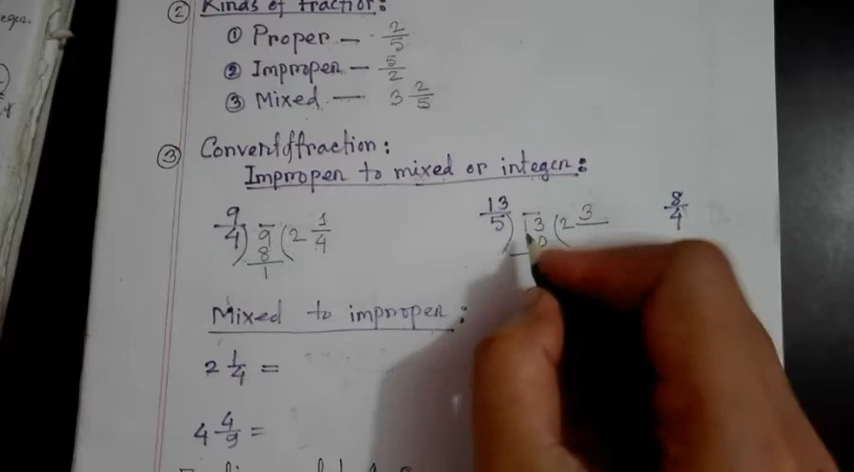 ② Kinds of fraction:
① Proper — 2/5
② Improper — 5/2
③ Mixed — 3 2/5
③ Convert of fraction:
Improper to mixed or integer:
9/4) 9 (2 1/4
8
1
13/5) 13 (2 3
8/4
Mixed to improper:
2 1/4 =
4 4/9 =